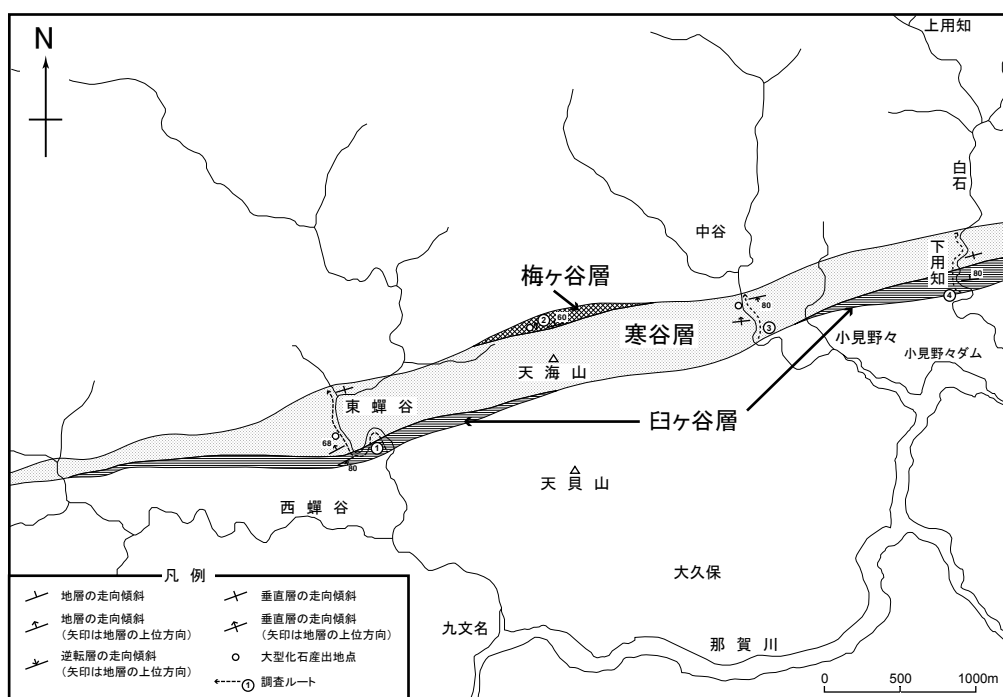 N
上用知
白石
中谷
下用知
80
梅ヶ谷層
60
②
80
④
寒谷層
③
小見野々
天海山
小見野々ダム
東蟬谷
68
臼ヶ谷層
①
80
天貝山
西蟬谷
大久保
九文名
那賀川
凡例
地層の走向傾斜
地層の走向傾斜
(矢印は地層の上位方向)
逆転層の走向傾斜
(矢印は地層の上位方向)
垂直層の走向傾斜
垂直層の走向傾斜
(矢印は地層の上位方向)
大型化石産出地点
① 調査ルート
0 500 1000m